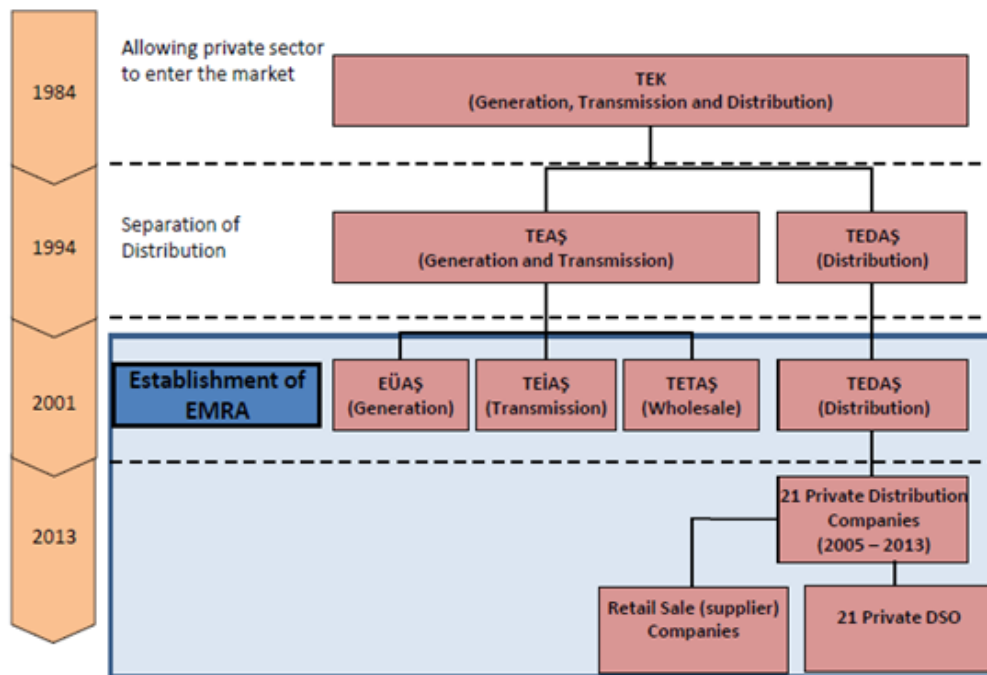 1984
Allowing private sector
to enter the market
TEK
(Generation, Transmission and Distribution)
1994
Separation of
Distribution
TEAŞ
(Generation and Transmission)
TEDAŞ
(Distribution)
2001
Establishment of
EMRA
EÜAŞ
(Generation)
TEİAŞ
(Transmission)
TETAŞ
(Wholesale)
TEDAŞ
(Distribution)
2013
21 Private Distribution
Companies
(2005 – 2013)
Retail Sale (supplier)
Companies
21 Private DSO